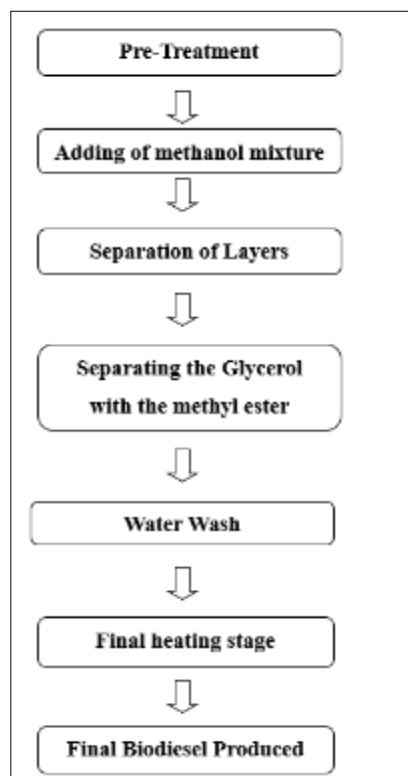 Pre-Treatment
Adding of methanol mixture
Separation of Layers
Separating the Glycerol
with the methyl ester
Water Wash
Final heating stage
Final Biodiesel Produced